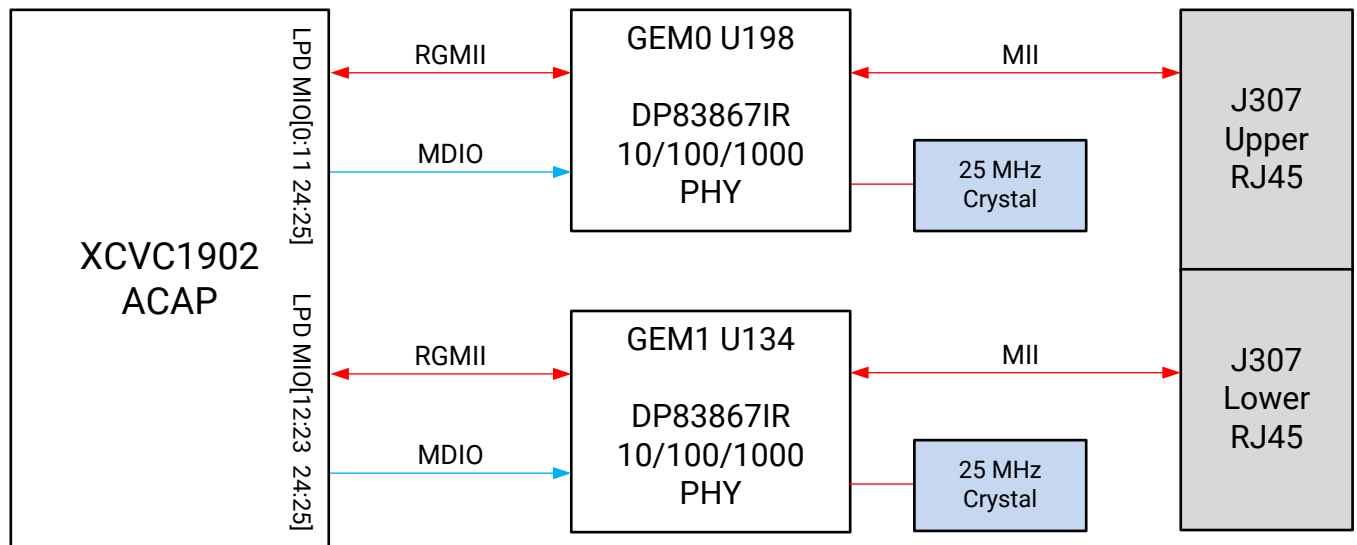 XCVC1902
ACAP
LPD MIO[0:11 24:25]
LPD MIO[12:23 24:25]
RGMII
MDIO
GEM0 U198
DP83867IR
10/100/1000
PHY
MII
25 MHz
Crystal
J307
Upper
RJ45
RGMII
MDIO
GEM1 U134
DP83867IR
10/100/1000
PHY
MII
25 MHz
Crystal
J307
Lower
RJ45